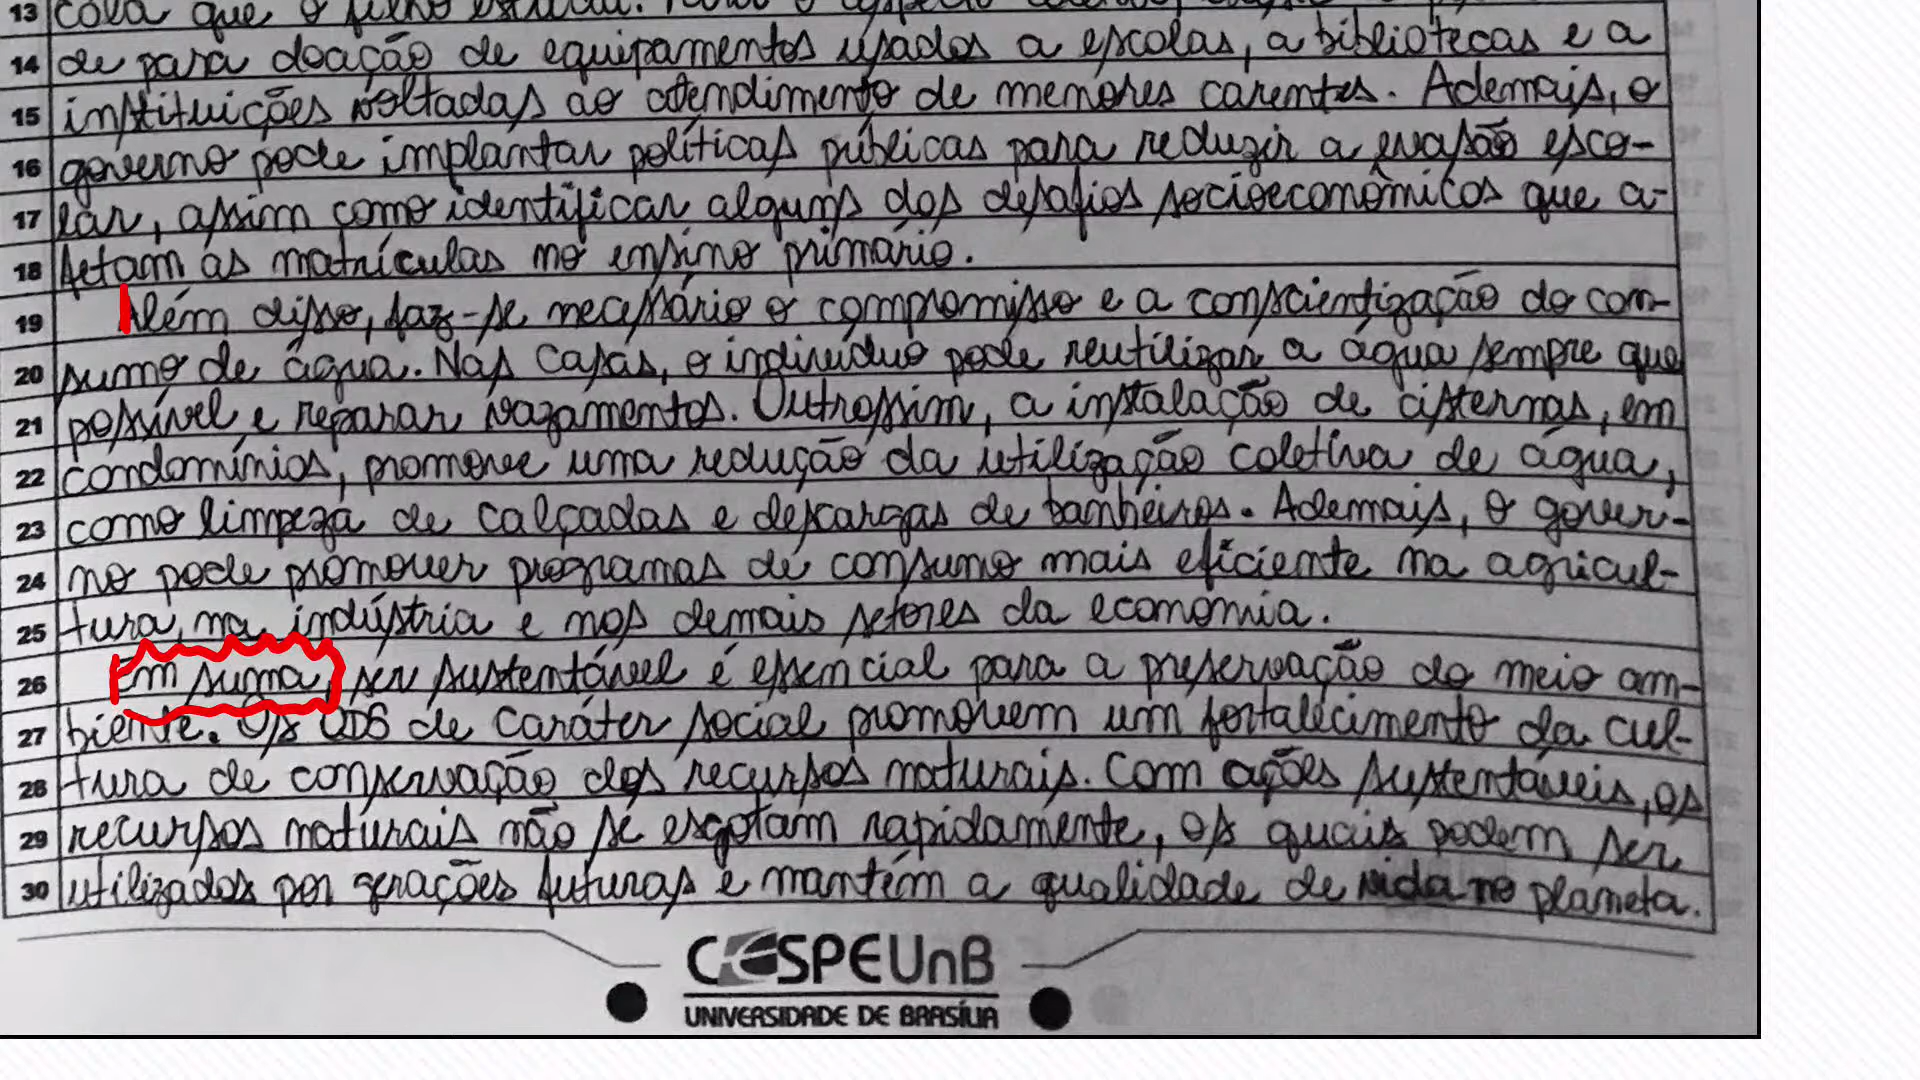 13 cola que o filho estuda.
14 de para doação de equipamentos usados a escolas, a bibliotecas e a
15 instituições voltadas ao atendimento de menores carentes. Ademais, o
16 governo pode implantar políticas públicas para reduzir a evasão esco-
17 lar, assim como identificar alguns dos desafios socioeconômicos que a-
18 fetam as matrículas no ensino primário.
19 Além disso, faz-se necessário o compromisso e a conscientização do con-
20 sumo de água. Nas casas, o indivíduo pode reutilizar a água sempre que
21 possível e reparar vazamentos. Outrossim, a instalação de cisternas, em
22 condomínios, promove uma redução da utilização coletiva de água,
23 como limpeza de calçadas e descargas de banheiros. Ademais, o gover-
24 no pode promover programas de consumo mais eficiente na agricul-
25 tura, na indústria e nos demais setores da economia.
26 Em suma, ser sustentável é essencial para a preservação do meio am-
27 biente. Os ODS de caráter social promovem um fortalecimento da cul-
28 tura de conservação dos recursos naturais. Com ações sustentáveis, os
29 recursos naturais não se esgotam rapidamente, os quais podem ser
30 utilizados por gerações futuras e mantém a qualidade de vida no planeta.
CESPEUnB
UNIVERSIDADE DE BRASÍLIA